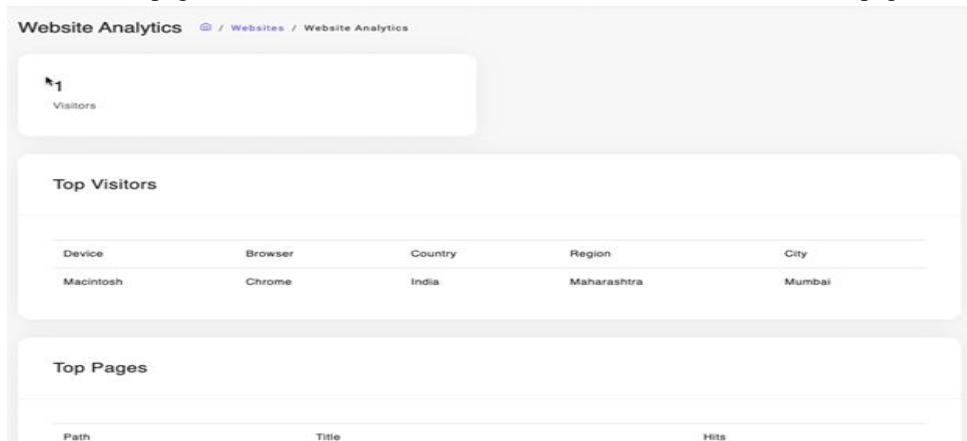 Website Analytics / Websites / Website Analytics
1
Visitors
Top Visitors
Device Browser Country Region City
Macintosh Chrome India Maharashtra Mumbai
Top Pages
Path Title Hits